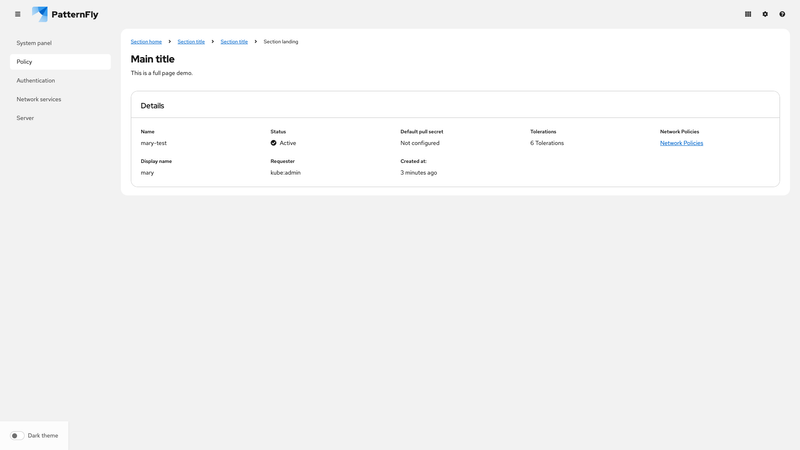 PatternFly
System panel
Policy
Authentication
Network services
Server
Section home Section title Section title Section landing
Main title
This is a full page demo.
Details
Name Status Default pull secret Tolerations Network Policies
mary-test Active Not configured 6 Tolerations Network Policies
Display name Requester Created at:
mary kube:admin 3 minutes ago
Dark theme